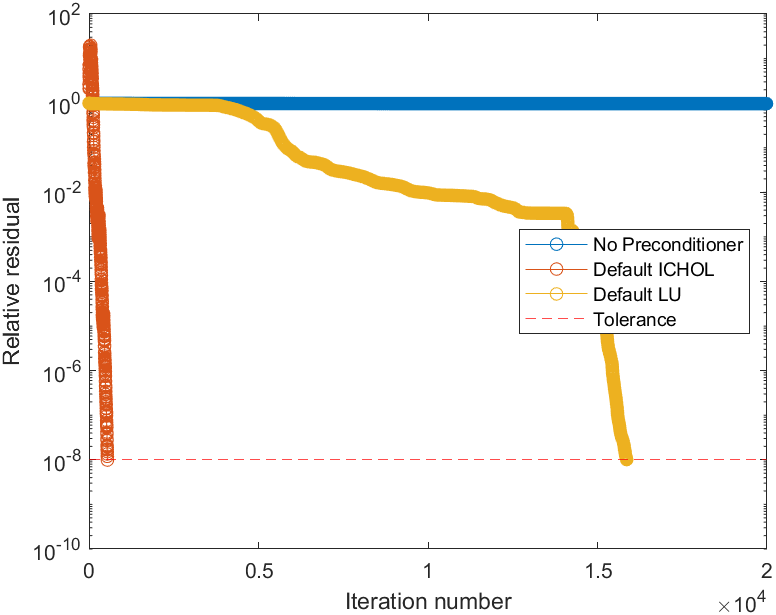 10^2
10^0
10^-2
10^-4
10^-6
10^-8
10^-10
Relative residual
No Preconditioner
Default ICHOL
Default LU
Tolerance
0
0.5
1
1.5
2
×10^4
Iteration number